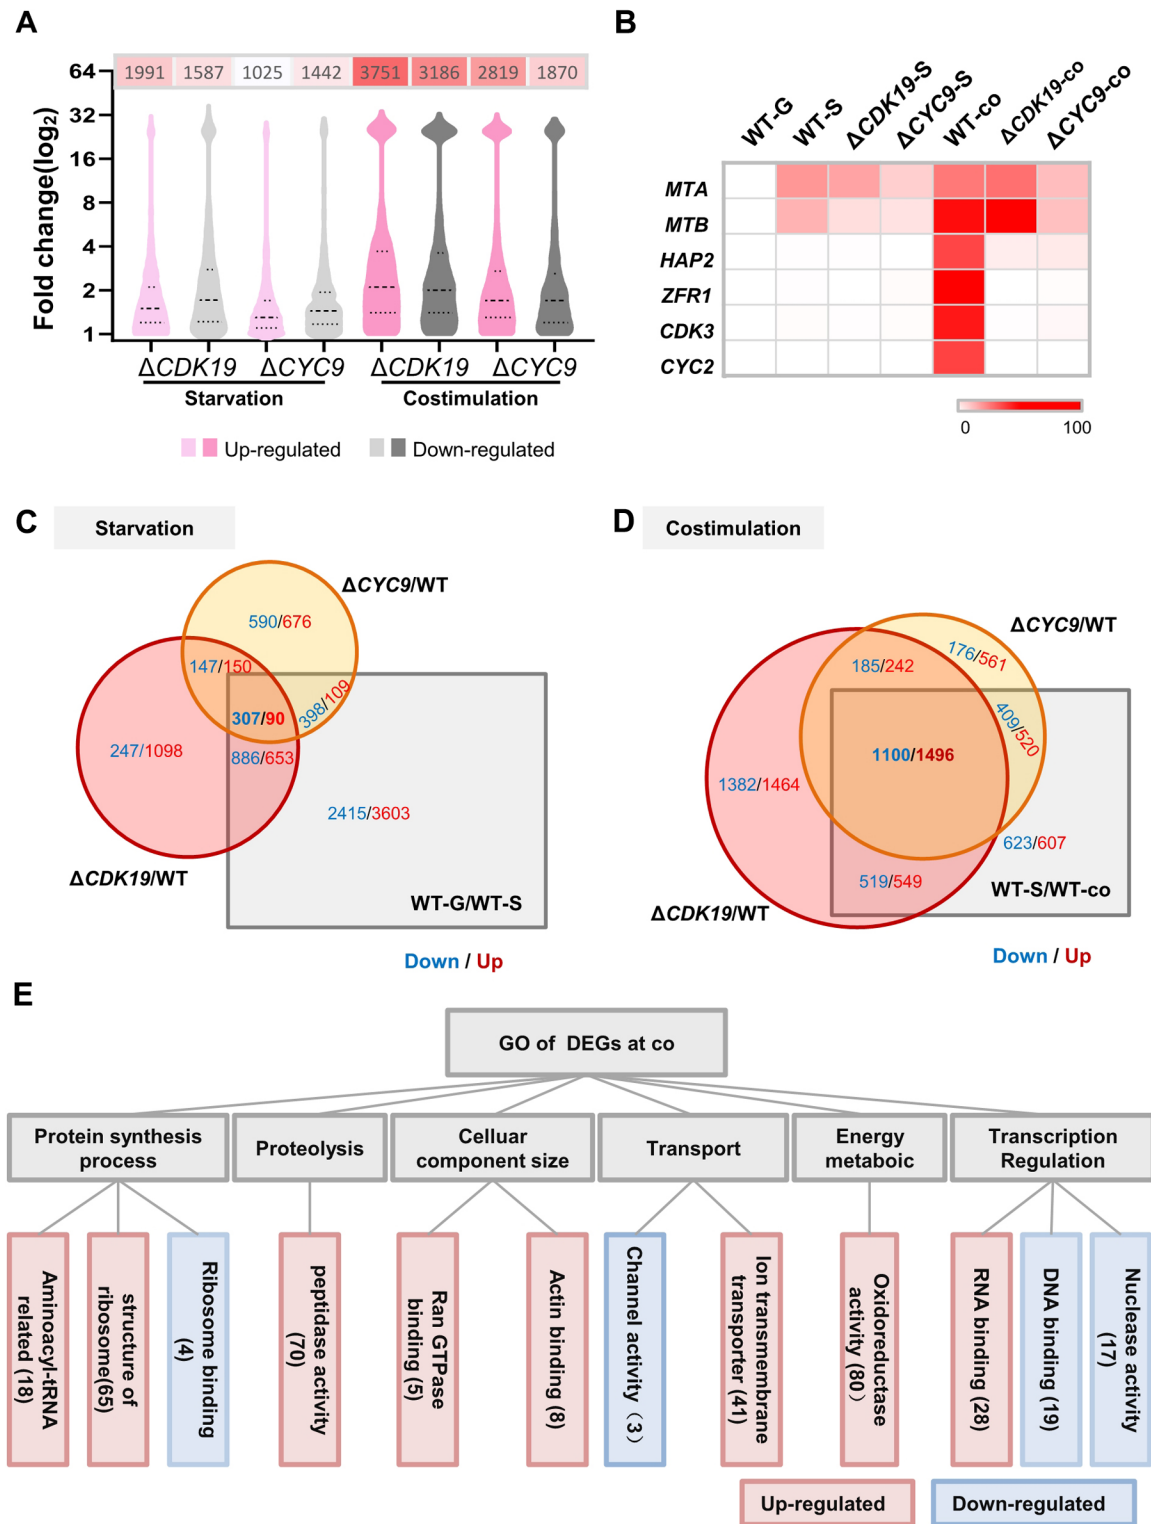 A
1991 1587 1025 1442 3751 3186 2819 1870
Fold change(log2)
64
32
16
8
4
2
1
ΔCDK19 ΔCYC9 ΔCDK19 ΔCYC9
Starvation Costimulation
Up-regulated Down-regulated
B
WT-G WT-S ΔCDK19-S ΔCYC9-S WT-co ΔCDK19-co ΔCYC9-co
MTA
MTB
HAP2
ZFR1
CDK3
CYC2
0 100
C Starvation
ΔCYC9/WT
590/676
147/150
398/109
307/90
247/1098
886/653
2415/3603
ΔCDK19/WT
WT-G/WT-S
Down / Up
D Costimulation
ΔCYC9/WT
176/561
185/242
409/520
1100/1496
1382/1464
623/607
519/549
WT-S/WT-co
ΔCDK19/WT
Down / Up
E
GO of DEGs at co
Protein synthesis
process
Proteolysis
Celluar
component size
Transport
Energy
metaboic
Transcription
Regulation
Aminoacyl-tRNA
related (18)
structure of
ribosome(65)
Ribosome binding
(4)
peptidase activity
(70)
Ran GTPase
binding (5)
Actin binding (8)
Channel activity（3）
Ion transmembrane
transporter (41)
Oxidoreductase
activity (80）
RNA binding (28)
DNA binding (19)
Nuclease activity
(17)
Up-regulated Down-regulated